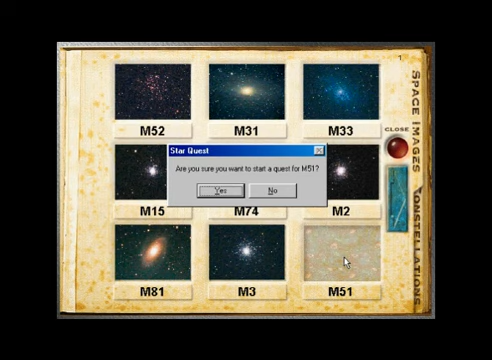 1
M52 M31 M33
SPACE IMAGES
CLOSE
Star Quest
Are you sure you want to start a quest for M51?
Yes No
M15 M74 M2
CONSTELLATIONS
M81 M3 M51